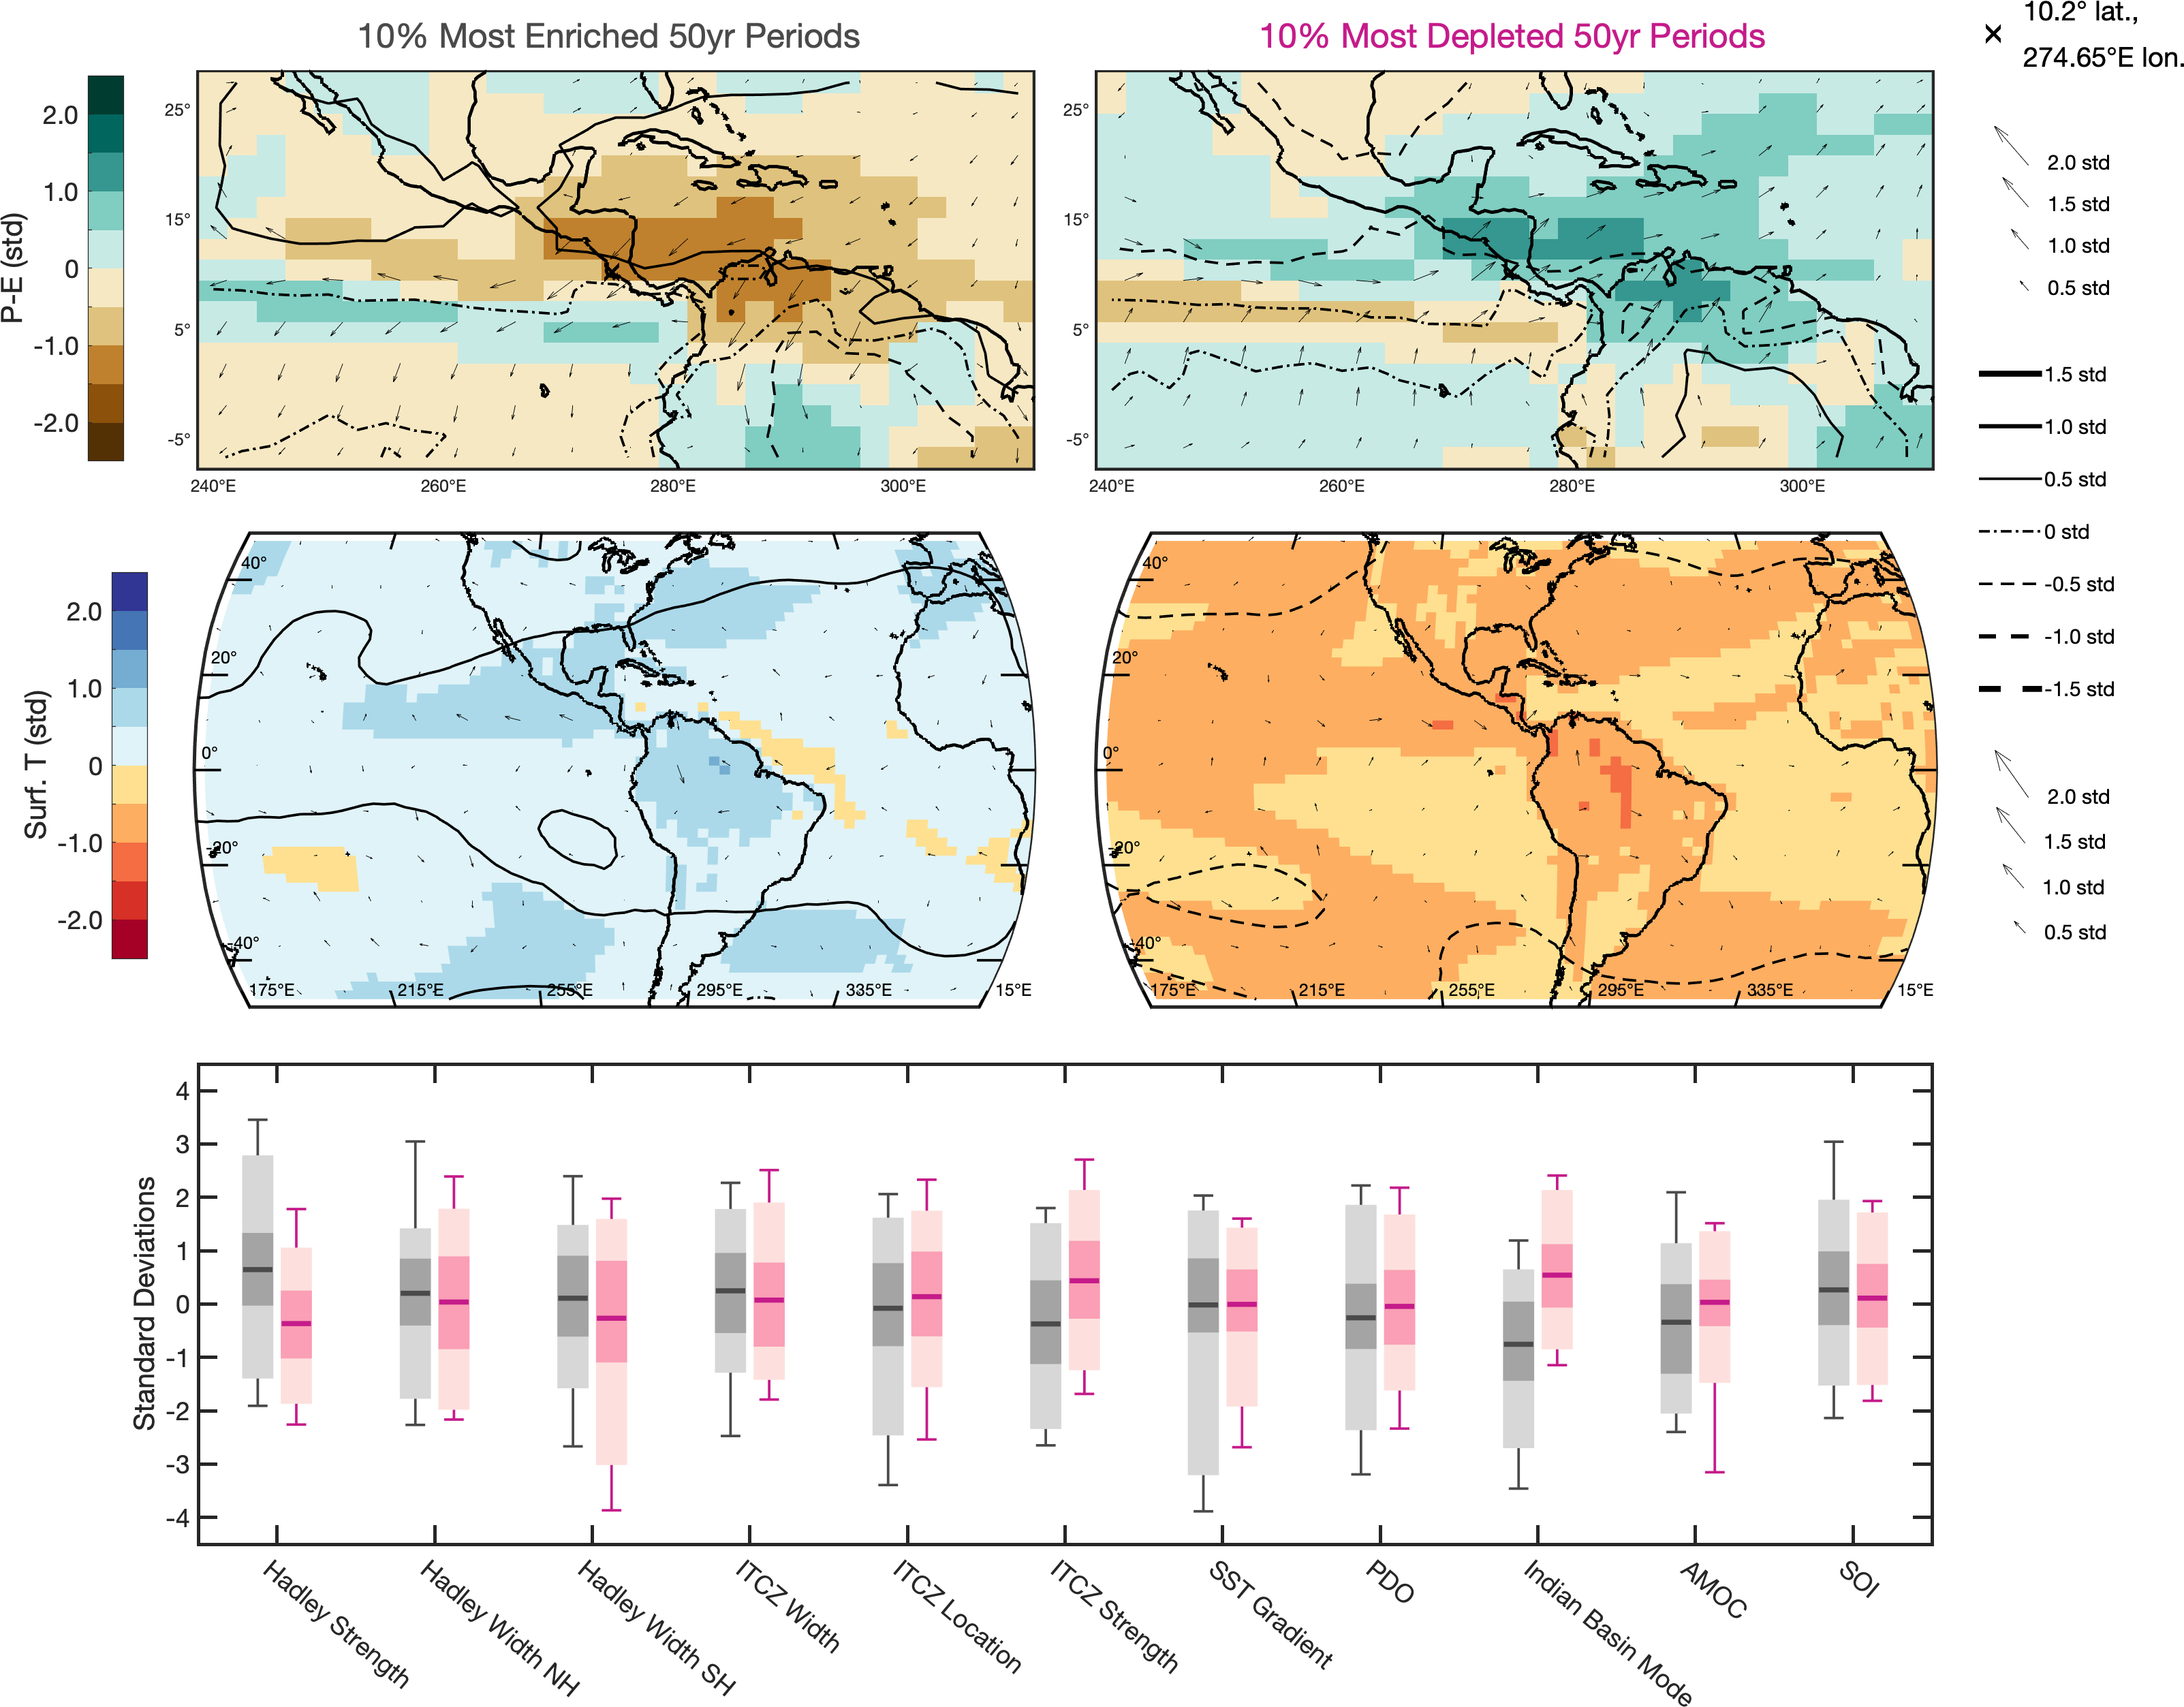 10% Most Enriched 50yr Periods
10% Most Depleted 50yr Periods
10.2° lat.,
274.65°E lon.
P-E (std)
2.0
1.0
0
-1.0
-2.0
25°
15°
5°
-5°
240°E 260°E 280°E 300°E
25°
15°
5°
-5°
240°E 260°E 280°E 300°E
2.0 std
1.5 std
1.0 std
0.5 std
1.5 std
1.0 std
0.5 std
0 std
-0.5 std
-1.0 std
-1.5 std
Surf. T (std)
2.0
1.0
0
-1.0
-2.0
40°
20°
0°
-20°
-40°
175°E 215°E 255°E 295°E 335°E 15°E
40°
20°
0°
-20°
-40°
175°E 215°E 255°E 295°E 335°E 15°E
2.0 std
1.5 std
1.0 std
0.5 std
Standard Deviations
4
3
2
1
0
-1
-2
-3
-4
Hadley Strength
Hadley Width NH
Hadley Width SH
ITCZ Width
ITCZ Location
ITCZ Strength
SST Gradient
PDO
Indian Basin Mode
AMOC
SOI